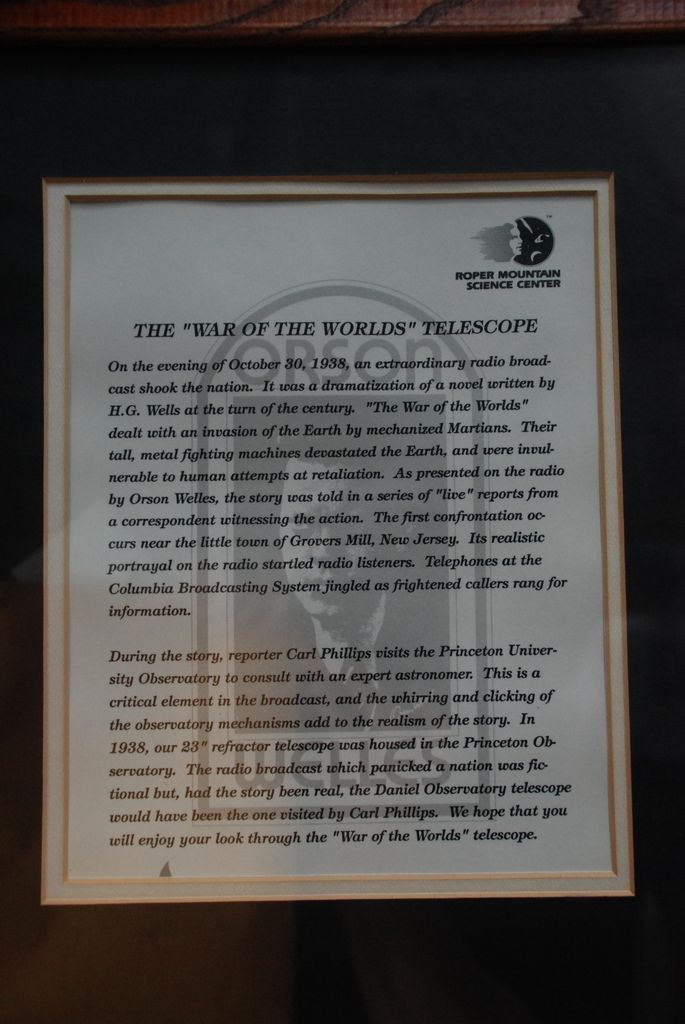 ROPER MOUNTAIN
SCIENCE CENTER
THE "WAR OF THE WORLDS" TELESCOPE
On the evening of October 30, 1938, an extraordinary radio broad-
cast shook the nation. It was a dramatization of a novel written by
H.G. Wells at the turn of the century. "The War of the Worlds"
dealt with an invasion of the Earth by mechanized Martians. Their
tall, metal fighting machines devastated the Earth, and were invul-
nerable to human attempts at retaliation. As presented on the radio
by Orson Welles, the story was told in a series of "live" reports from
a correspondent witnessing the action. The first confrontation oc-
curs near the little town of Grovers Mill, New Jersey. Its realistic
portrayal on the radio startled radio listeners. Telephones at the
Columbia Broadcasting System jingled as frightened callers rang for
information.
During the story, reporter Carl Phillips visits the Princeton Univer-
sity Observatory to consult with an expert astronomer. This is a
critical element in the broadcast, and the whirring and clicking of
the observatory mechanisms add to the realism of the story. In
1938, our 23" refractor telescope was housed in the Princeton Ob-
servatory. The radio broadcast which panicked a nation was fic-
tional but, had the story been real, the Daniel Observatory telescope
would have been the one visited by Carl Phillips. We hope that you
will enjoy your look through the "War of the Worlds" telescope.
ORSON
WELLES